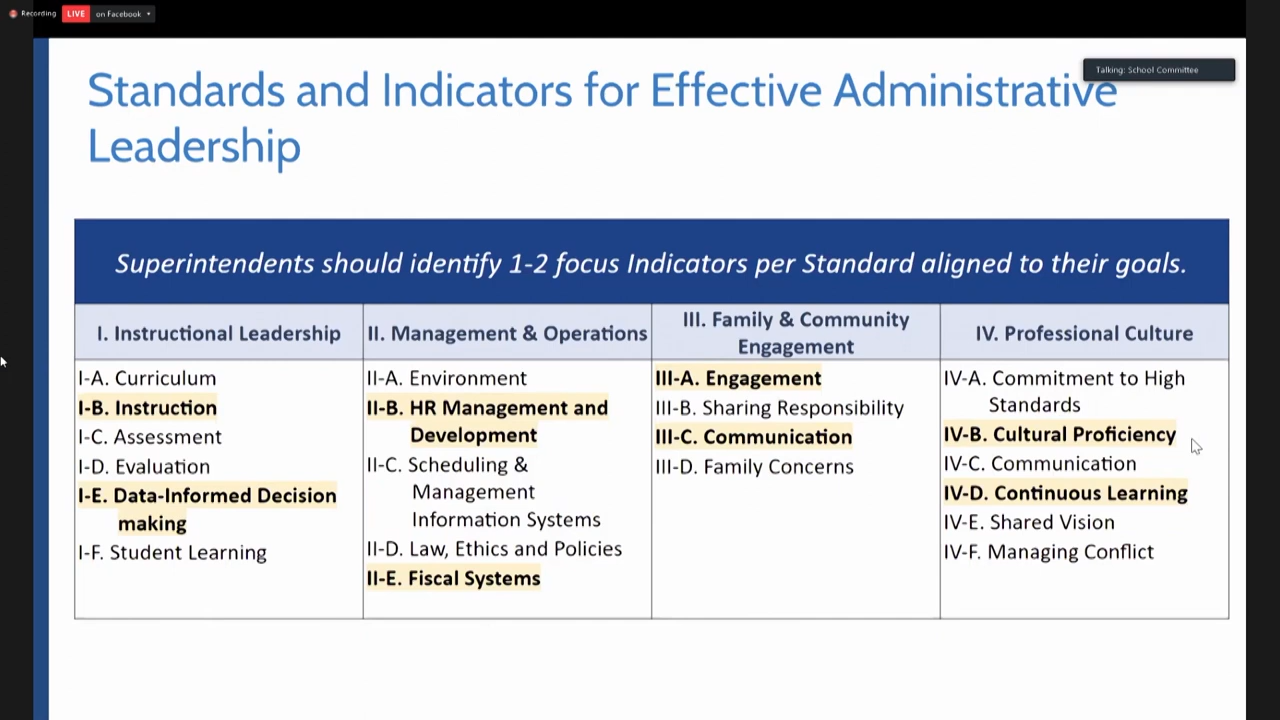 Recording
LIVE
on Facebook
Talking: School Committee
Standards and Indicators for Effective Administrative
Leadership
Superintendents should identify 1-2 focus Indicators per Standard aligned to their goals.
I. Instructional Leadership
I-A. Curriculum
I-B. Instruction
I-C. Assessment
I-D. Evaluation
I-E. Data-Informed Decision
making
I-F. Student Learning
II. Management & Operations
II-A. Environment
II-B. HR Management and
Development
II-C. Scheduling &
Management
Information Systems
II-D. Law, Ethics and Policies
II-E. Fiscal Systems
III. Family & Community
Engagement
III-A. Engagement
III-B. Sharing Responsibility
III-C. Communication
III-D. Family Concerns
IV. Professional Culture
IV-A. Commitment to High
Standards
IV-B. Cultural Proficiency
IV-C. Communication
IV-D. Continuous Learning
IV-E. Shared Vision
IV-F. Managing Conflict